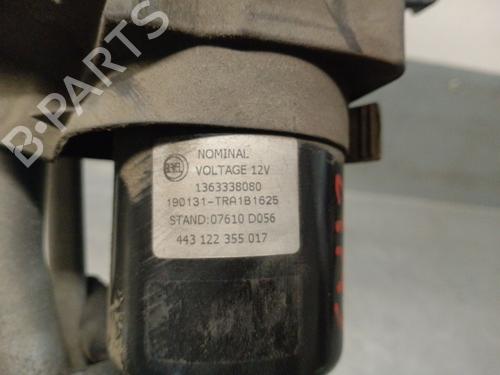 B-PARTS
NOMINAL
VOLTAGE 12V
1363338080
190131-TRA1B1625
STAND:07610 D056
443 122 355 017